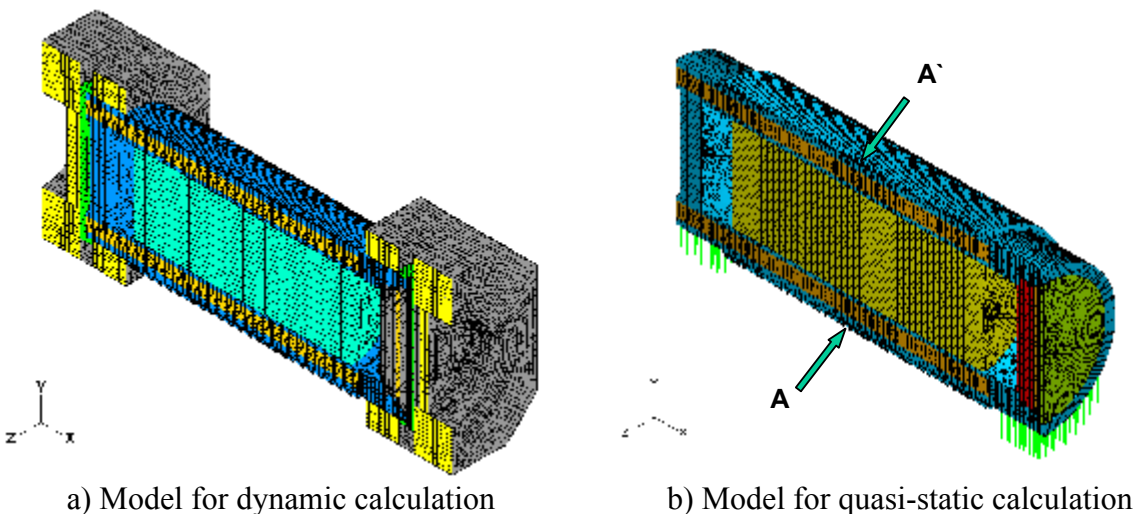 A`
A
Y
Z X
a) Model for dynamic calculation
b) Model for quasi-static calculation